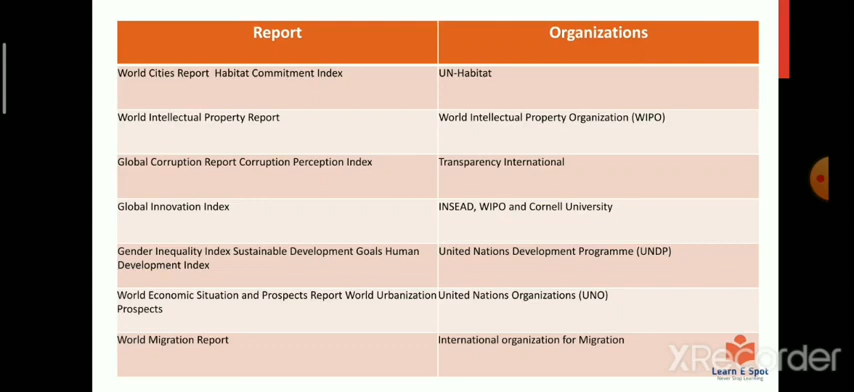 Report Organizations
World Cities Report Habitat Commitment Index UN-Habitat
World Intellectual Property Report World Intellectual Property Organization (WIPO)
Global Corruption Report Corruption Perception Index Transparency International
Global Innovation Index INSEAD, WIPO and Cornell University
Gender Inequality Index Sustainable Development Goals Human United Nations Development Programme (UNDP)
Development Index
World Economic Situation and Prospects Report World Urbanization United Nations Organizations (UNO)
Prospects
World Migration Report International organization for Migration
XRecorder
Learn E Spot
Never Stop Learning